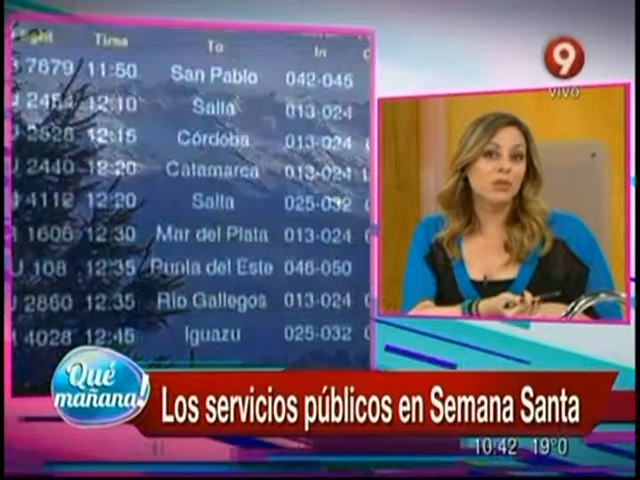 Time To In
7879 11:50 San Pablo 042-045
12:10 Salta 013-024
12:15 Córdoba 013-024
2440 12:20 Catamarca 013-024
4112 12:20 Salta 025-032
1606 12:30 Mar del Plata 013-024
108 12:35 Punta del Este 046-050
2860 12:35 Río Gallegos 013-024
4028 12:45 Iguazu 025-032
9
VIVO
Qué mañana!
Los servicios públicos en Semana Santa
10:42 19°0